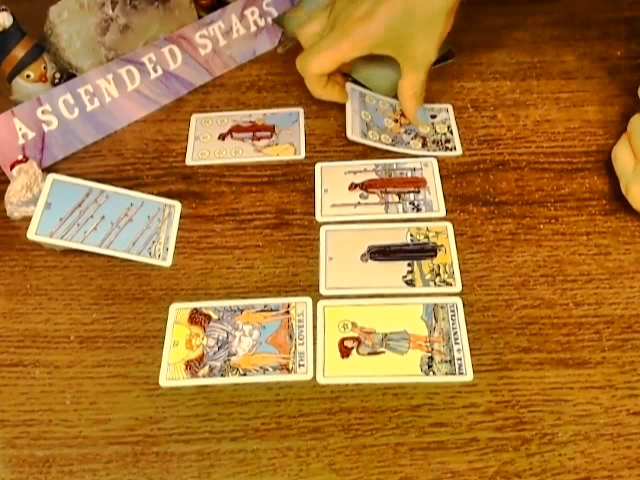 ASCENDED STARS
THE LOVERS.
PAGE of PENTACLES.